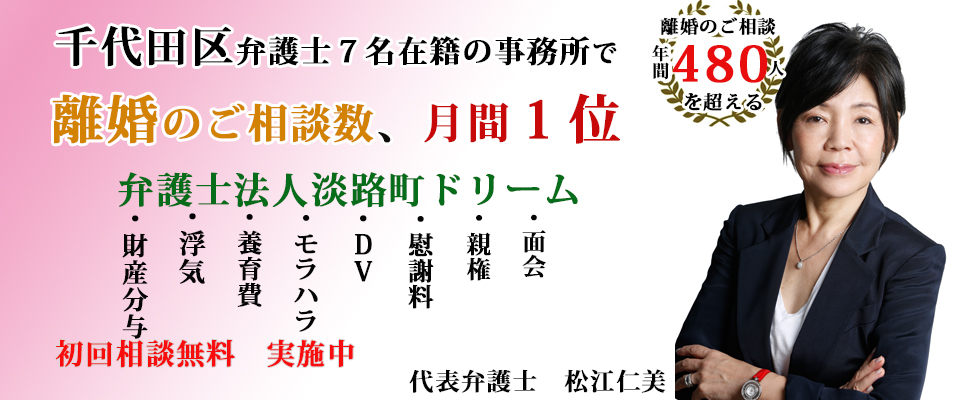 千代田区弁護士７名在籍の事務所で
離婚のご相談数、月間１位
弁護士法人淡路町ドリーム
・財産分与
・浮気
・養育費
・モラハラ
・DV
・慰謝料
・親権
・面会
初回相談無料　実施中
代表弁護士　松江仁美
離婚のご相談
年間480人
を超える